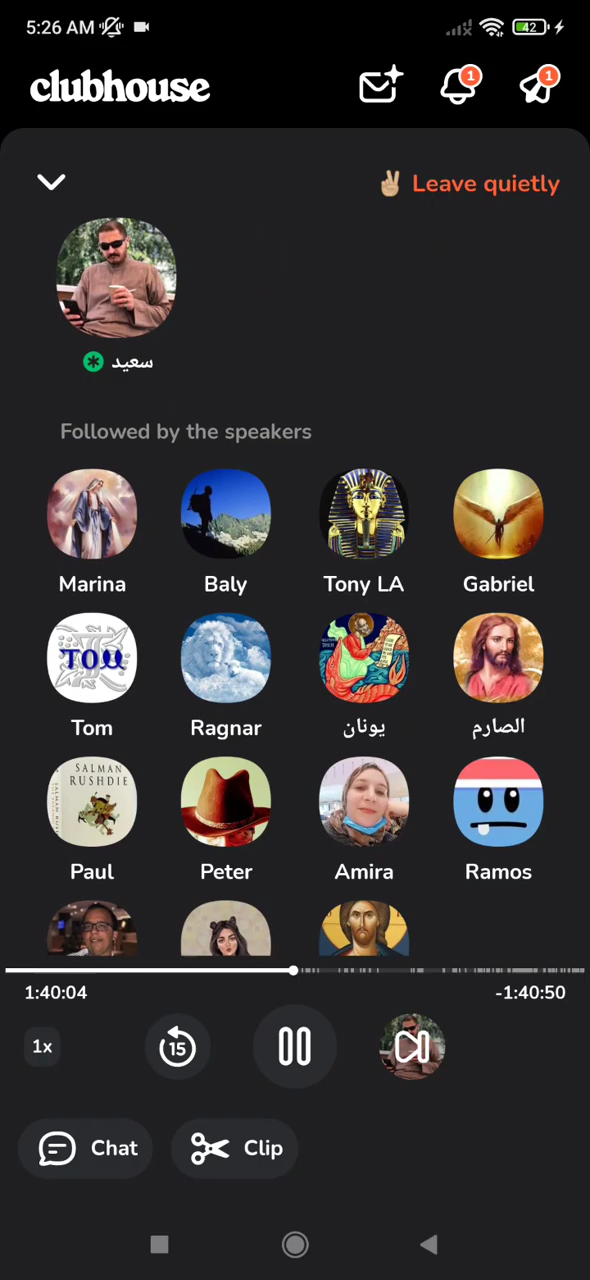 5:26 AM
42
clubhouse
1
1
Leave quietly
سعيد
Followed by the speakers
Marina
Baly
Tony LA
Gabriel
TOM
Tom
Ragnar
يونان
الصارم
SALMAN
RUSHDIE
Paul
Peter
Amira
Ramos
1:40:04
-1:40:50
1x
15
Chat
Clip